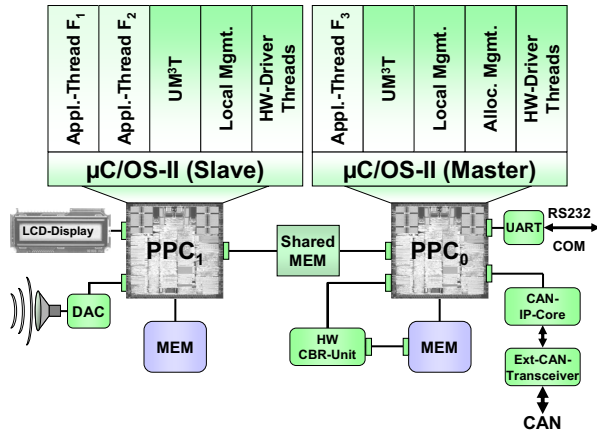 Appl.-Thread F1
Appl.-Thread F2
UM³T
Local Mgmt.
HW-Driver
Threads
Appl.-Thread F3
UM³T
Local Mgmt.
Alloc. Mgmt.
HW-Driver
Threads
µC/OS-II (Slave)
µC/OS-II (Master)
LCD-Display
PPC1
Shared
MEM
PPC0
UART
RS232
COM
DAC
MEM
HW
CBR-Unit
MEM
CAN-
IP-Core
Ext-CAN-
Transceiver
CAN